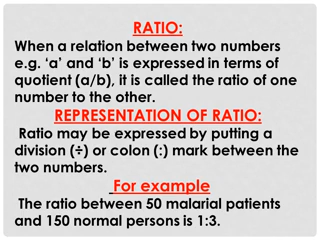 RATIO:
When a relation between two numbers
e.g. ‘a’ and ‘b’ is expressed in terms of
quotient (a/b), it is called the ratio of one
number to the other.
REPRESENTATION OF RATIO:
Ratio may be expressed by putting a
division (÷) or colon (:) mark between the
two numbers.
For example
The ratio between 50 malarial patients
and 150 normal persons is 1:3.